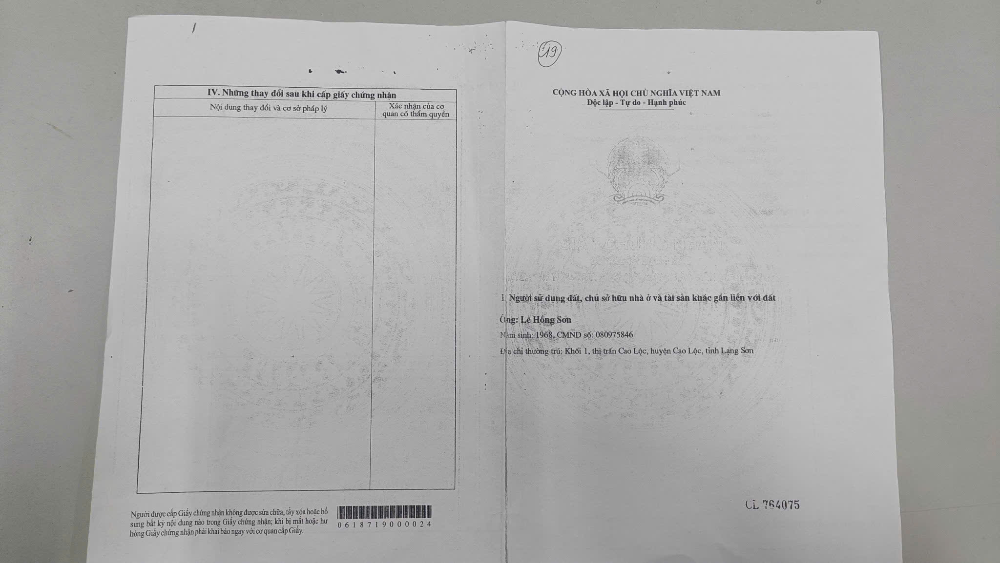 IV. Những thay đổi sau khi cấp giấy chứng nhận
Nội dung thay đổi và cơ sở pháp lý
Xác nhận của cơ
quan có thẩm quyền
Người được cấp Giấy chứng nhận không được sửa chữa, tẩy xóa hoặc bổ
sung bất kỳ nội dung nào trong Giấy chứng nhận; khi bị mất hoặc hư
hỏng Giấy chứng nhận phải khai báo ngay với cơ quan cấp Giấy.
061871900024
19
CỘNG HÒA XÃ HỘI CHỦ NGHĨA VIỆT NAM
Độc lập - Tự do - Hạnh phúc
GIẤY CHỨNG NHẬN
I. Người sử dụng đất, chủ sở hữu nhà ở và tài sản khác gắn liền với đất
Ông: Lê Hồng Sơn
Năm sinh: 1968, CMND số: 080975846
Địa chỉ thường trú: Khối 1, thị trấn Cao Lộc, huyện Cao Lộc, tỉnh Lạng Sơn
CL 764075